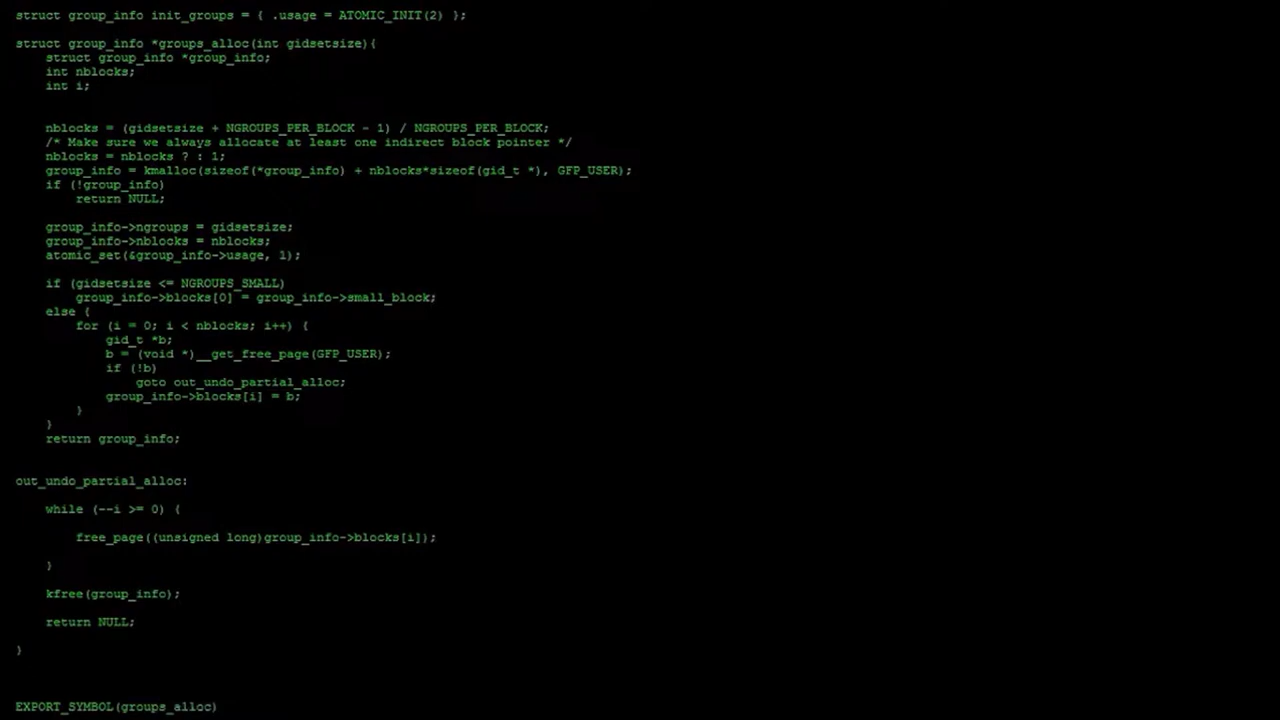 struct group_info init_groups = { .usage = ATOMIC_INIT(2) };
struct group_info *groups_alloc(int gidsetsize){
    struct group_info *group_info;
    int nblocks;
    int i;
    nblocks = (gidsetsize + NGROUPS_PER_BLOCK - 1) / NGROUPS_PER_BLOCK;
    /* Make sure we always allocate at least one indirect block pointer */
    nblocks = nblocks ? : 1;
    group_info = kmalloc(sizeof(*group_info) + nblocks*sizeof(gid_t *), GFP_USER);
    if (!group_info)
        return NULL;
    group_info->ngroups = gidsetsize;
    group_info->nblocks = nblocks;
    atomic_set(&group_info->usage, 1);
    if (gidsetsize <= NGROUPS_SMALL)
        group_info->blocks[0] = group_info->small_block;
    else {
        for (i = 0; i < nblocks; i++) {
            gid_t *b;
            b = (void *)__get_free_page(GFP_USER);
            if (!b)
                goto out_undo_partial_alloc;
            group_info->blocks[i] = b;
        }
    }
    return group_info;
out_undo_partial_alloc:
    while (--i >= 0) {
        free_page((unsigned long)group_info->blocks[i]);
    }
    kfree(group_info);
    return NULL;
}
EXPORT_SYMBOL(groups_alloc)